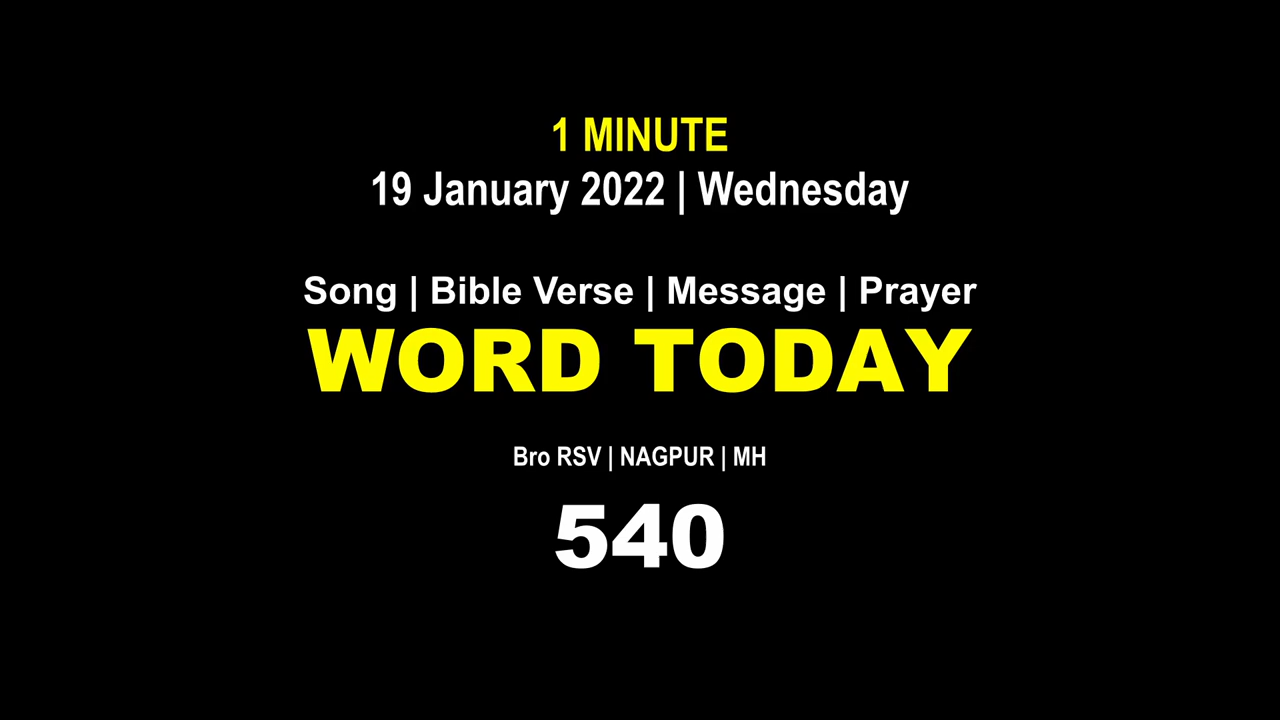 1 MINUTE
19 January 2022 | Wednesday
Song | Bible Verse | Message | Prayer
WORD TODAY
Bro RSV | NAGPUR | MH
540